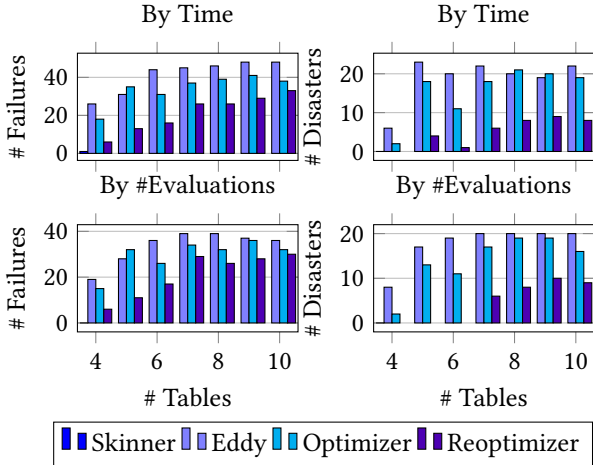 By Time
By Time
# Failures
40
20
0
# Disasters
20
10
0
By #Evaluations
By #Evaluations
# Failures
40
20
0
# Disasters
20
10
0
4 6 8 10
4 6 8 10
# Tables
# Tables
Skinner Eddy Optimizer Reoptimizer